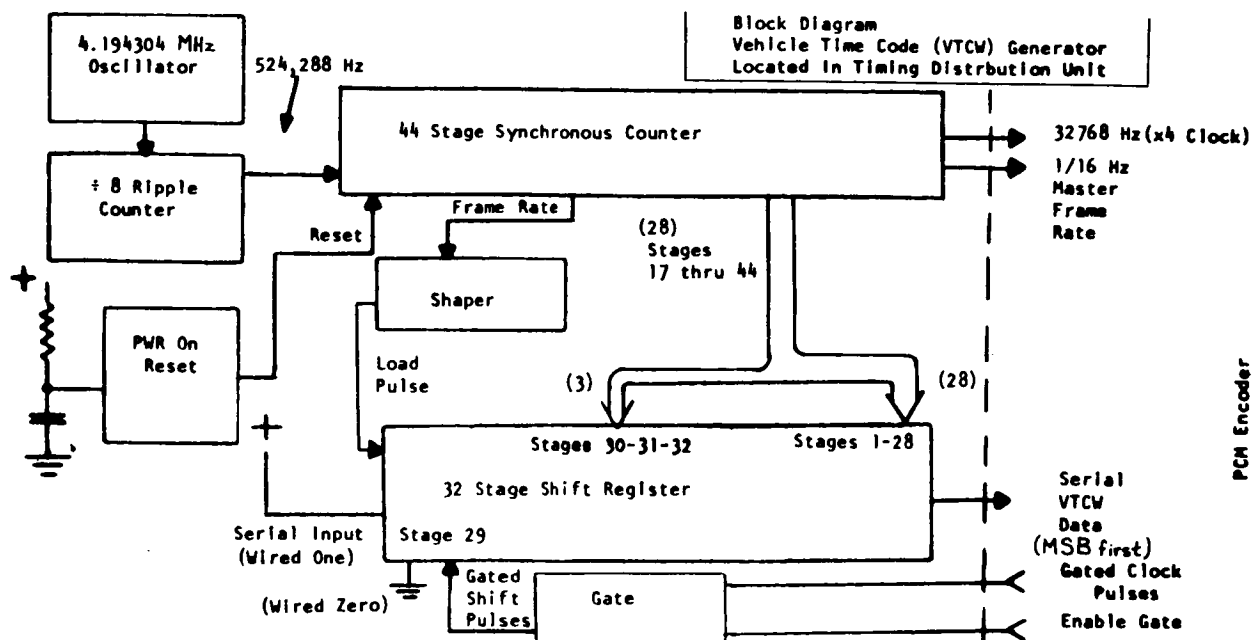 Block Diagram
Vehicle Time Code (VTCW) Generator
Located in Timing Distrbution Unit
4.194304 MHz
Oscillator
524,288 Hz
44 Stage Synchronous Counter
32768 Hz (x4 Clock)
1/16 Hz
Master
Frame
Rate
÷ 8 Ripple
Counter
Reset
Frame Rate
(28)
Stages
17 thru 44
Shaper
PWR On
Reset
Load
Pulse
(3)
(28)
Stages 30-31-32
Stages 1-28
32 Stage Shift Register
Serial Input
(Wired One)
Stage 29
(Wired Zero)
Gated
Shift
Pulses
Gate
Serial
VTCW
Data
(MSB first)
Gated Clock
Pulses
Enable Gate
PCM Encoder